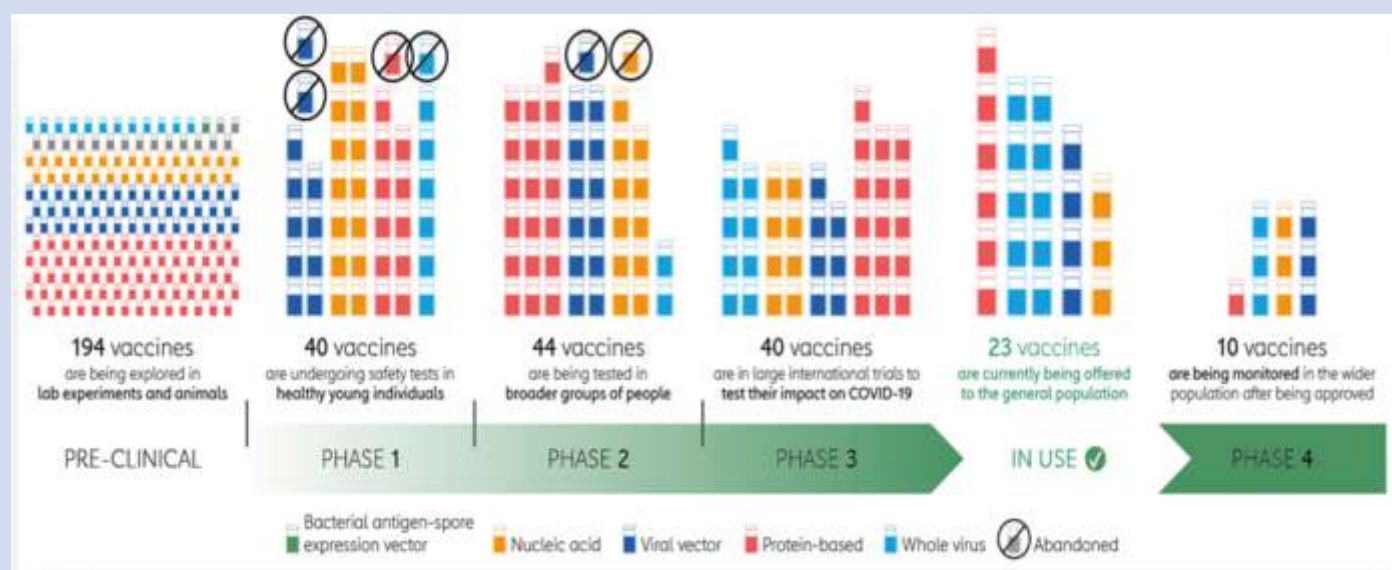 194 vaccines
are being explored in
lab experiments and animals
40 vaccines
are undergoing safety tests in
healthy young individuals
44 vaccines
are being tested in
broader groups of people
40 vaccines
are in large international trials to
test their impact on COVID-19
23 vaccines
are currently being offered
to the general population
10 vaccines
are being monitored in the wider
population after being approved
PRE-CLINICAL
PHASE 1
PHASE 2
PHASE 3
IN USE
PHASE 4
Bacterial antigen-spore
expression vector
Nucleic acid
Viral vector
Protein-based
Whole virus
Abandoned